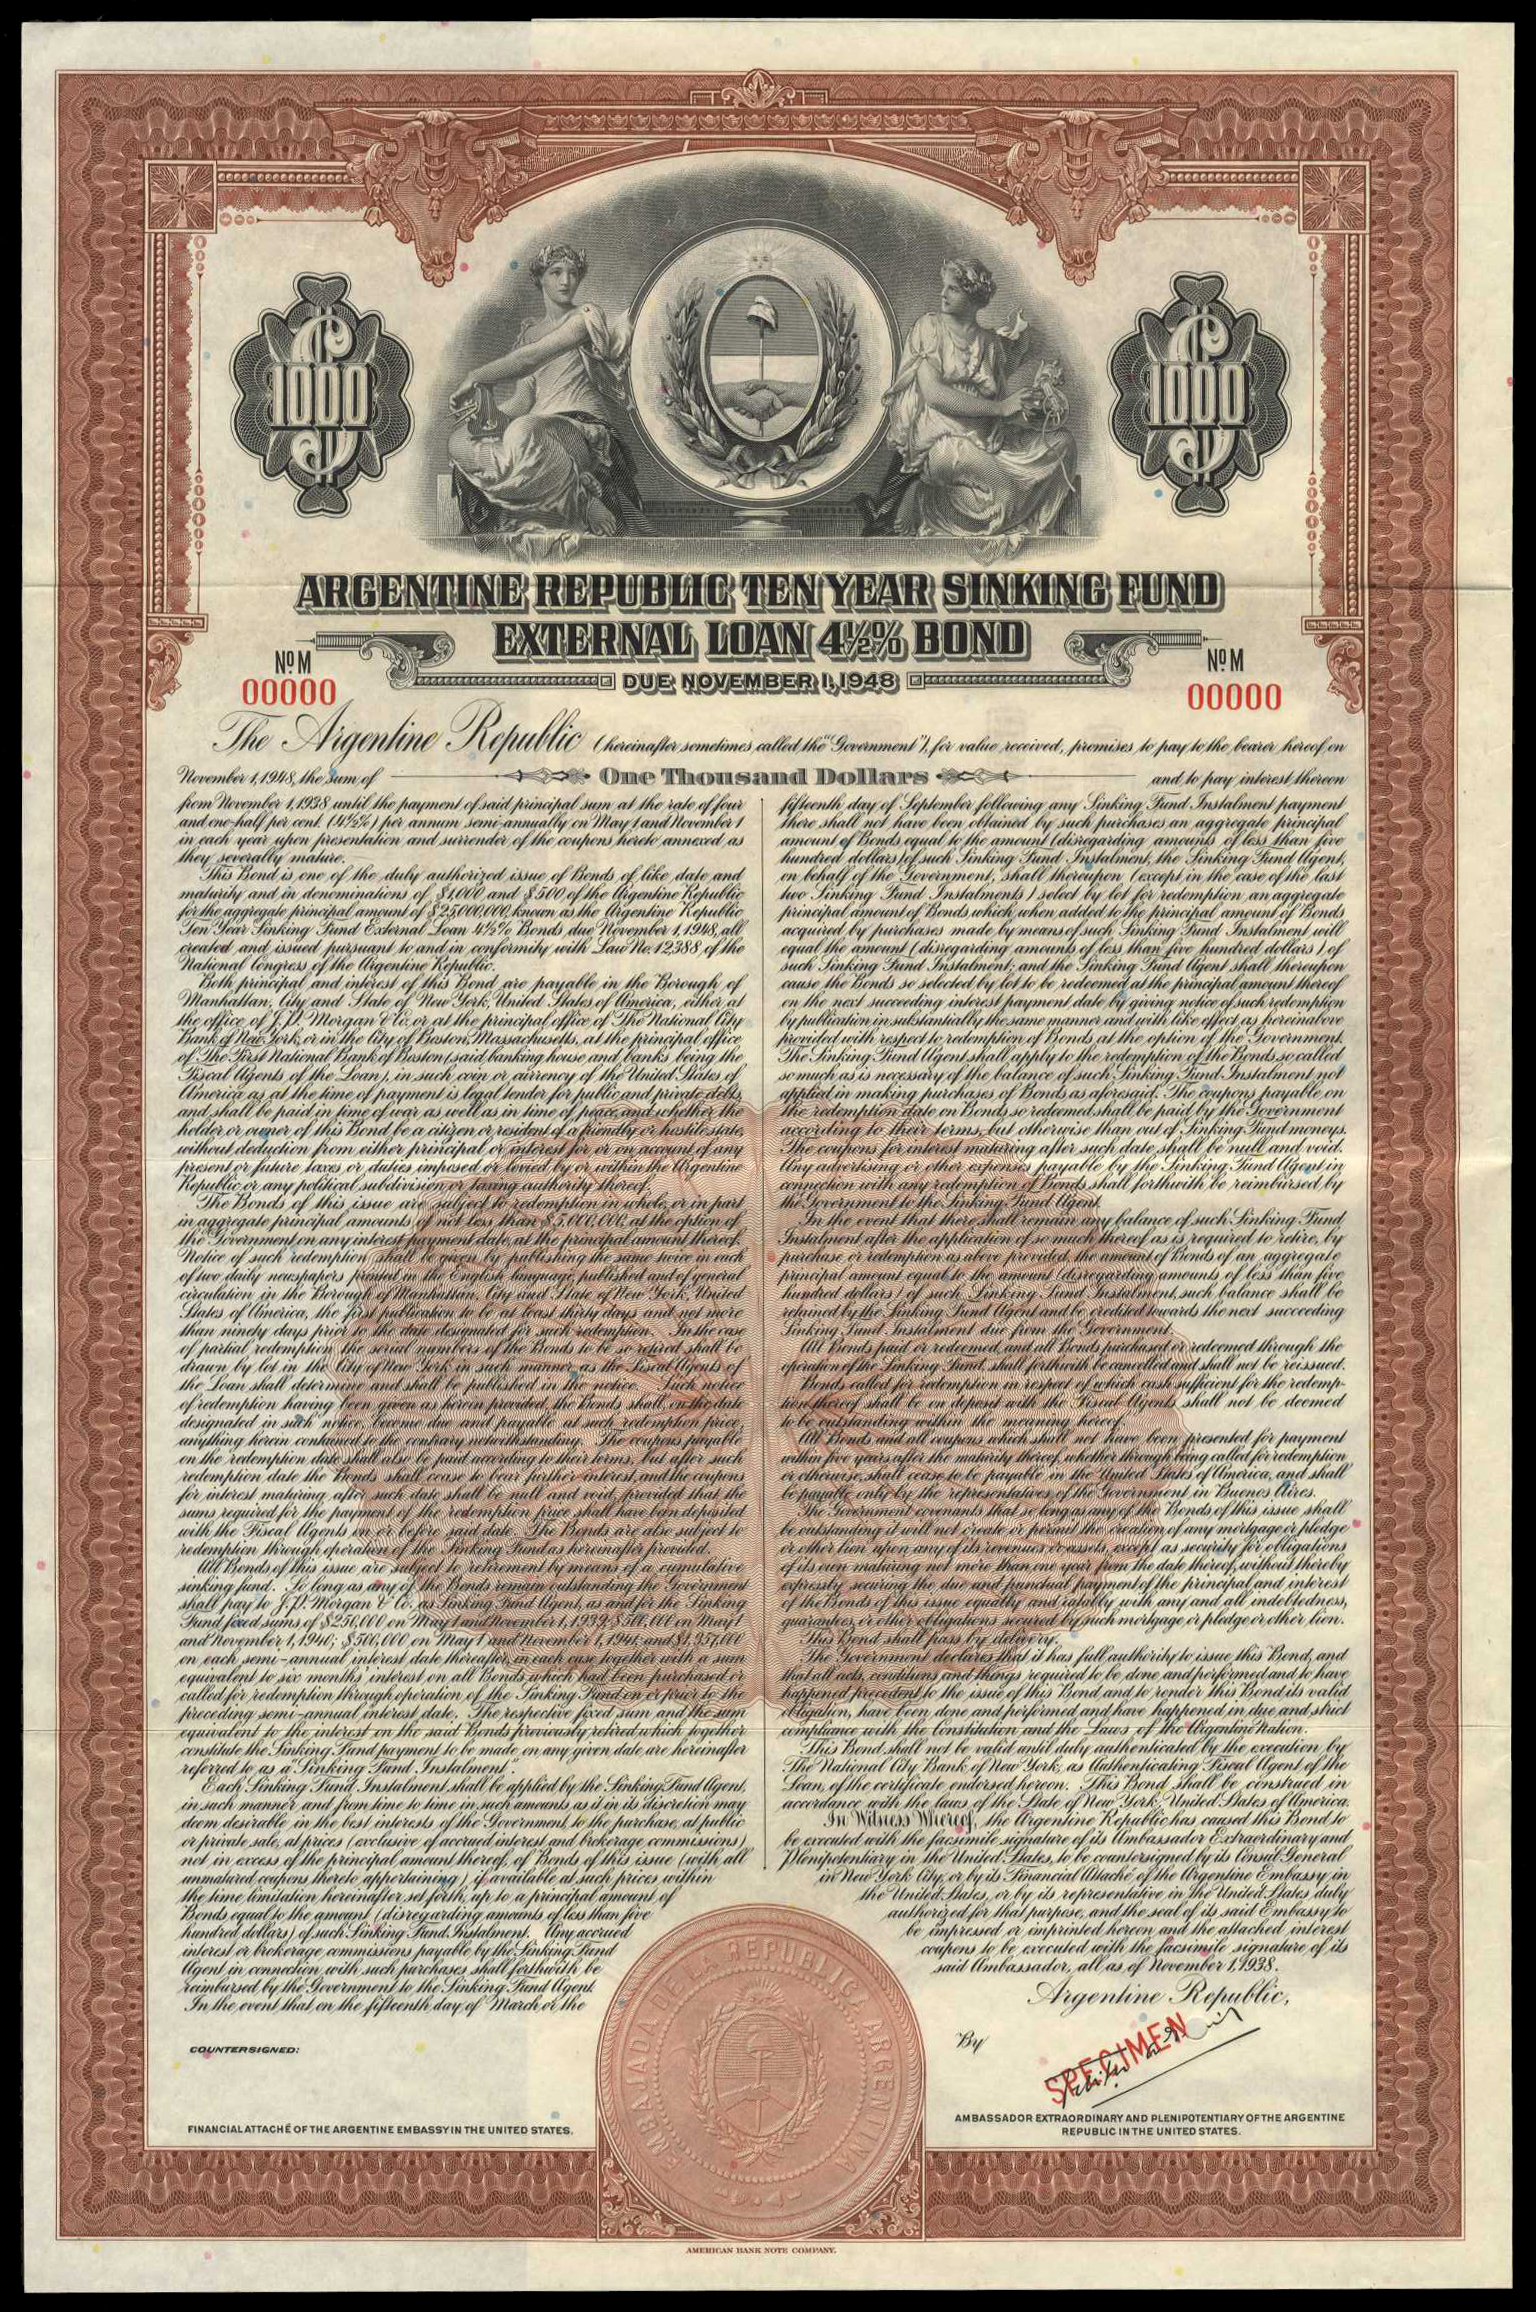 $1000
$1000
ARGENTINE REPUBLIC TEN YEAR SINKING FUND
EXTERNAL LOAN 4½% BOND
DUE NOVEMBER 1, 1948
No M
00000
No M
00000
The Argentine Republic (hereinafter sometimes called the "Government"), for value received, promises to pay to the bearer hereof on
November 1, 1948, the sum of One Thousand Dollars and to pay interest thereon
from November 1, 1938 until the payment of said principal sum at the rate of four
and one-half per cent. (4½%) per annum semi-annually on May 1 and November 1
in each year upon presentation and surrender of the coupons hereto annexed as
they severally mature.
This Bond is one of the duly authorized issue of Bonds of like date and
maturity and in denominations of $1,000 and $500 of the Argentine Republic
for the aggregate principal amount of $25,000,000, known as the Argentine Republic
Ten Year Sinking Fund External Loan 4½% Bonds due November 1, 1948, all
created and issued pursuant to and in conformity with Law No. 12,388 of the
National Congress of the Argentine Republic.
Both principal and interest of this Bond are payable in the Borough of
Manhattan, City and State of New York, United States of America, either at
the office of J. P. Morgan & Co. or at the principal office of The National City
Bank of New York, or in the City of Boston, Massachusetts, at the principal office
of The First National Bank of Boston (said banking house and banks being the
Fiscal Agents of the Loan), in such coin or currency of the United States of
America as at the time of payment is legal tender for public and private debts,
and shall be paid in time of war as well as in time of peace, and whether the
holder or owner of this Bond be a citizen or resident of a friendly or hostile state,
without deduction from either principal or interest for or on account of any
present or future taxes or duties imposed or levied by or within the Argentine
Republic or any political subdivision or taxing authority thereof.
The Bonds of this issue are subject to redemption in whole, or in part
in aggregate principal amounts of not less than $5,000,000, at the option of
the Government on any interest payment date, at the principal amount thereof.
Notice of such redemption shall be given by publishing the same twice in each
of two daily newspapers printed in the English language, published and of general
circulation in the Borough of Manhattan, City and State of New York, United
States of America, the first publication to be at least thirty days and not more
than ninety days prior to the date designated for such redemption. In the case
of partial redemption the serial numbers of the Bonds to be so retired shall be
drawn by lot in the City of New York in such manner as the Fiscal Agents of
the Loan shall determine and shall be published in the notice. Such notice
of redemption having been given as herein provided, the Bonds shall, on the date
designated in such notice, become due and payable at such redemption price,
anything herein contained to the contrary notwithstanding. The coupons payable
on the redemption date shall also be paid according to their terms, but after such
redemption date the Bonds shall cease to bear further interest, and the coupons
for interest maturing after such date shall be null and void, provided that the
sums required for the payment of the redemption price shall have been deposited
with the Fiscal Agents on or before said date. The Bonds are also subject to
redemption through operation of the Sinking Fund as hereinafter provided.
All Bonds of this issue are subject to retirement by means of a cumulative
sinking fund. So long as any of the Bonds remain outstanding the Government
shall pay to J. P. Morgan & Co. as Sinking Fund Agent, as and for the Sinking
Fund fixed sums of $250,000 on May 1 and November 1, 1939; $500,000 on May 1
and November 1, 1940; $500,000 on May 1 and November 1, 1941; and $1,957,000
on each semi-annual interest date thereafter, in each case together with a sum
equivalent to six months' interest on all Bonds which had been purchased or
called for redemption through operation of the Sinking Fund on or prior to the
preceding semi-annual interest date. The respective fixed sum and the sum
equivalent to the interest on the said Bonds previously retired which together
constitute the Sinking Fund payment to be made on any given date are hereinafter
referred to as a "Sinking Fund Instalment".
Each Sinking Fund Instalment shall be applied by the Sinking Fund Agent,
in such manner and from time to time in such amounts as it in its discretion may
deem desirable in the best interests of the Government, to the purchase, at public
or private sale, at prices (exclusive of accrued interest and brokerage commissions)
not in excess of the principal amount thereof, of Bonds of this issue (with all
unmatured coupons thereto appertaining), if available at such prices within
the time limitation hereinafter set forth, up to a principal amount of
Bonds equal to the amount (disregarding amounts of less than five
hundred dollars) of such Sinking Fund Instalment. Any accrued
interest or brokerage commissions payable by the Sinking Fund
Agent in connection with such purchases shall forthwith be
reimbursed by the Government to the Sinking Fund Agent.
In the event that on the fifteenth day of March or the
fifteenth day of September following any Sinking Fund Instalment payment
there shall not have been obtained by such purchases an aggregate principal
amount of Bonds equal to the amount (disregarding amounts of less than five
hundred dollars) of such Sinking Fund Instalment, the Sinking Fund Agent,
on behalf of the Government, shall thereupon (except in the case of the last
two Sinking Fund Instalments) select by lot for redemption an aggregate
principal amount of Bonds which, when added to the principal amount of Bonds
acquired by purchases made by means of such Sinking Fund Instalment will
equal the amount (disregarding amounts of less than five hundred dollars) of
such Sinking Fund Instalment; and the Sinking Fund Agent shall thereupon
cause the Bonds so selected by lot to be redeemed at the principal amount thereof
on the next succeeding interest payment date by giving notice of such redemption
by publication in substantially the same manner and with like effect as hereinabove
provided with respect to redemption of Bonds at the option of the Government.
The Sinking Fund Agent shall apply to the redemption of the Bonds so called
so much as is necessary of the balance of such Sinking Fund Instalment not
applied in making purchases of Bonds as aforesaid. The coupons payable on
the redemption date on Bonds so redeemed shall be paid by the Government
according to their terms, but otherwise than out of Sinking Fund moneys.
The coupons for interest maturing after such date shall be null and void.
Any advertising or other expenses payable by the Sinking Fund Agent in
connection with any redemption of Bonds shall forthwith be reimbursed by
the Government to the Sinking Fund Agent.
In the event that there shall remain any balance of such Sinking Fund
Instalment after the application of so much thereof as is required to retire, by
purchase or redemption as above provided, the amount of Bonds of an aggregate
principal amount equal to the amount (disregarding amounts of less than five
hundred dollars) of such Sinking Fund Instalment, such balance shall be
retained by the Sinking Fund Agent and be credited towards the next succeeding
Sinking Fund Instalment due from the Government.
All Bonds paid or redeemed, and all Bonds purchased or redeemed through the
operation of the Sinking Fund, shall forthwith be cancelled and shall not be reissued.
Bonds called for redemption in respect of which cash sufficient for the redemp-
tion thereof shall be on deposit with the Fiscal Agents shall not be deemed
to be outstanding within the meaning hereof.
All Bonds and all coupons which shall not have been presented for payment
within five years after the maturity thereof, whether through being called for redemption
or otherwise, shall cease to be payable in the United States of America, and shall
be payable only by the representatives of the Government in Buenos Aires.
The Government covenants that so long as any of the Bonds of this issue shall
be outstanding it will not create or permit the creation of any mortgage or pledge
or other lien upon any of its revenues or assets, except as security for obligations
of its own maturing not more than one year from the date thereof, without thereby
expressly securing the due and punctual payment of the principal and interest
of the Bonds of this issue equally and ratably with any and all indebtedness,
guarantees, or other obligations secured by such mortgage or pledge or other lien.
This Bond shall pass by delivery.
The Government declares that it has full authority to issue this Bond, and
that all acts, conditions and things required to be done and performed and to have
happened precedent to the issue of this Bond and to render this Bond its valid
obligation, have been done and performed and have happened in due and strict
compliance with the Constitution and the Laws of the Argentine Nation.
This Bond shall not be valid until duly authenticated by the execution by
The National City Bank of New York, as Authenticating Fiscal Agent of the
Loan, of the certificate endorsed hereon. This Bond shall be construed in
accordance with the laws of the State of New York, United States of America.
In Witness Whereof, the Argentine Republic has caused this Bond to
be executed with the facsimile signature of its Ambassador Extraordinary and
Plenipotentiary in the United States, to be countersigned by its Consul General
in New York City, or by its Financial Attaché of the Argentine Embassy in
the United States, or by its representative in the United States duly
authorized for that purpose, and the seal of its said Embassy to
be impressed or imprinted hereon and the attached interest
coupons to be executed with the facsimile signature of its
said Ambassador, all as of November 1, 1938.
Argentine Republic,
By
SPECIMEN
COUNTERSIGNED:
FINANCIAL ATTACHÉ OF THE ARGENTINE EMBASSY IN THE UNITED STATES.
AMBASSADOR EXTRAORDINARY AND PLENIPOTENTIARY OF THE ARGENTINE
REPUBLIC IN THE UNITED STATES.
EMBAJADA DE LA REPUBLICA ARGENTINA
AMERICAN BANK NOTE COMPANY.